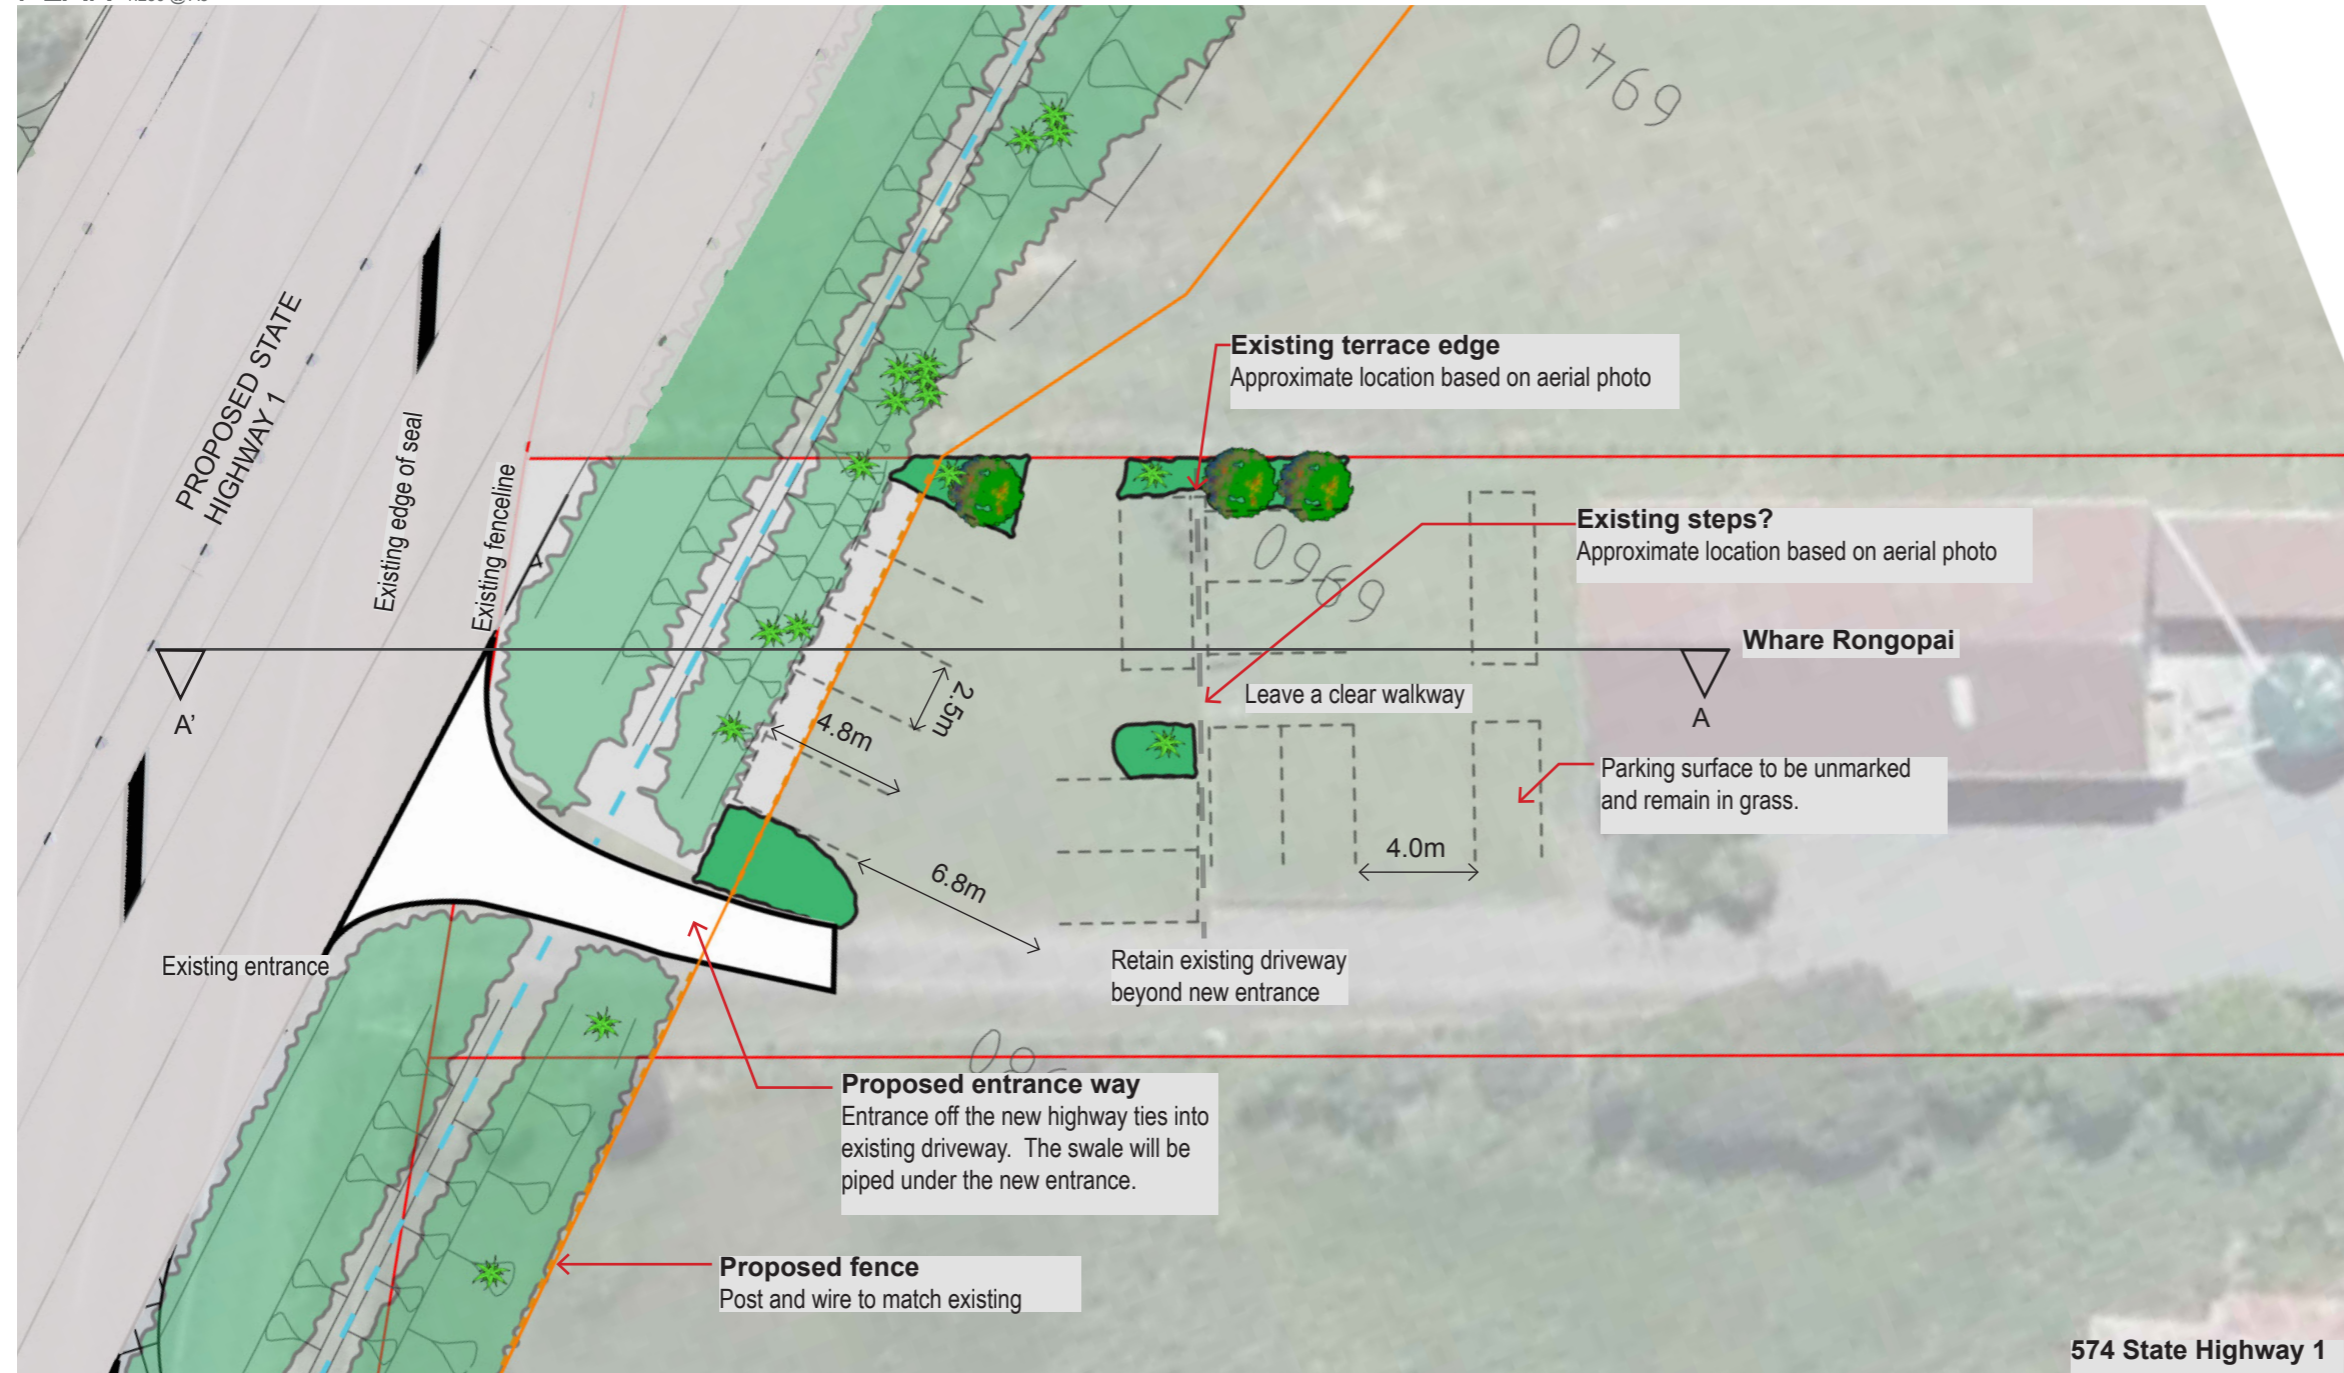 6940
PROPOSED STATE
HIGHWAY 1
Existing edge of seal
Existing fenceline
Existing terrace edge
Approximate location based on aerial photo
Existing steps?
Approximate location based on aerial photo
6960
Whare Rongopai
A'
A
Leave a clear walkway
2.5m
4.8m
Parking surface to be unmarked
and remain in grass.
4.0m
6.8m
Existing entrance
Retain existing driveway
beyond new entrance
Proposed entrance way
Entrance off the new highway ties into
existing driveway. The swale will be
piped under the new entrance.
Proposed fence
Post and wire to match existing
574 State Highway 1